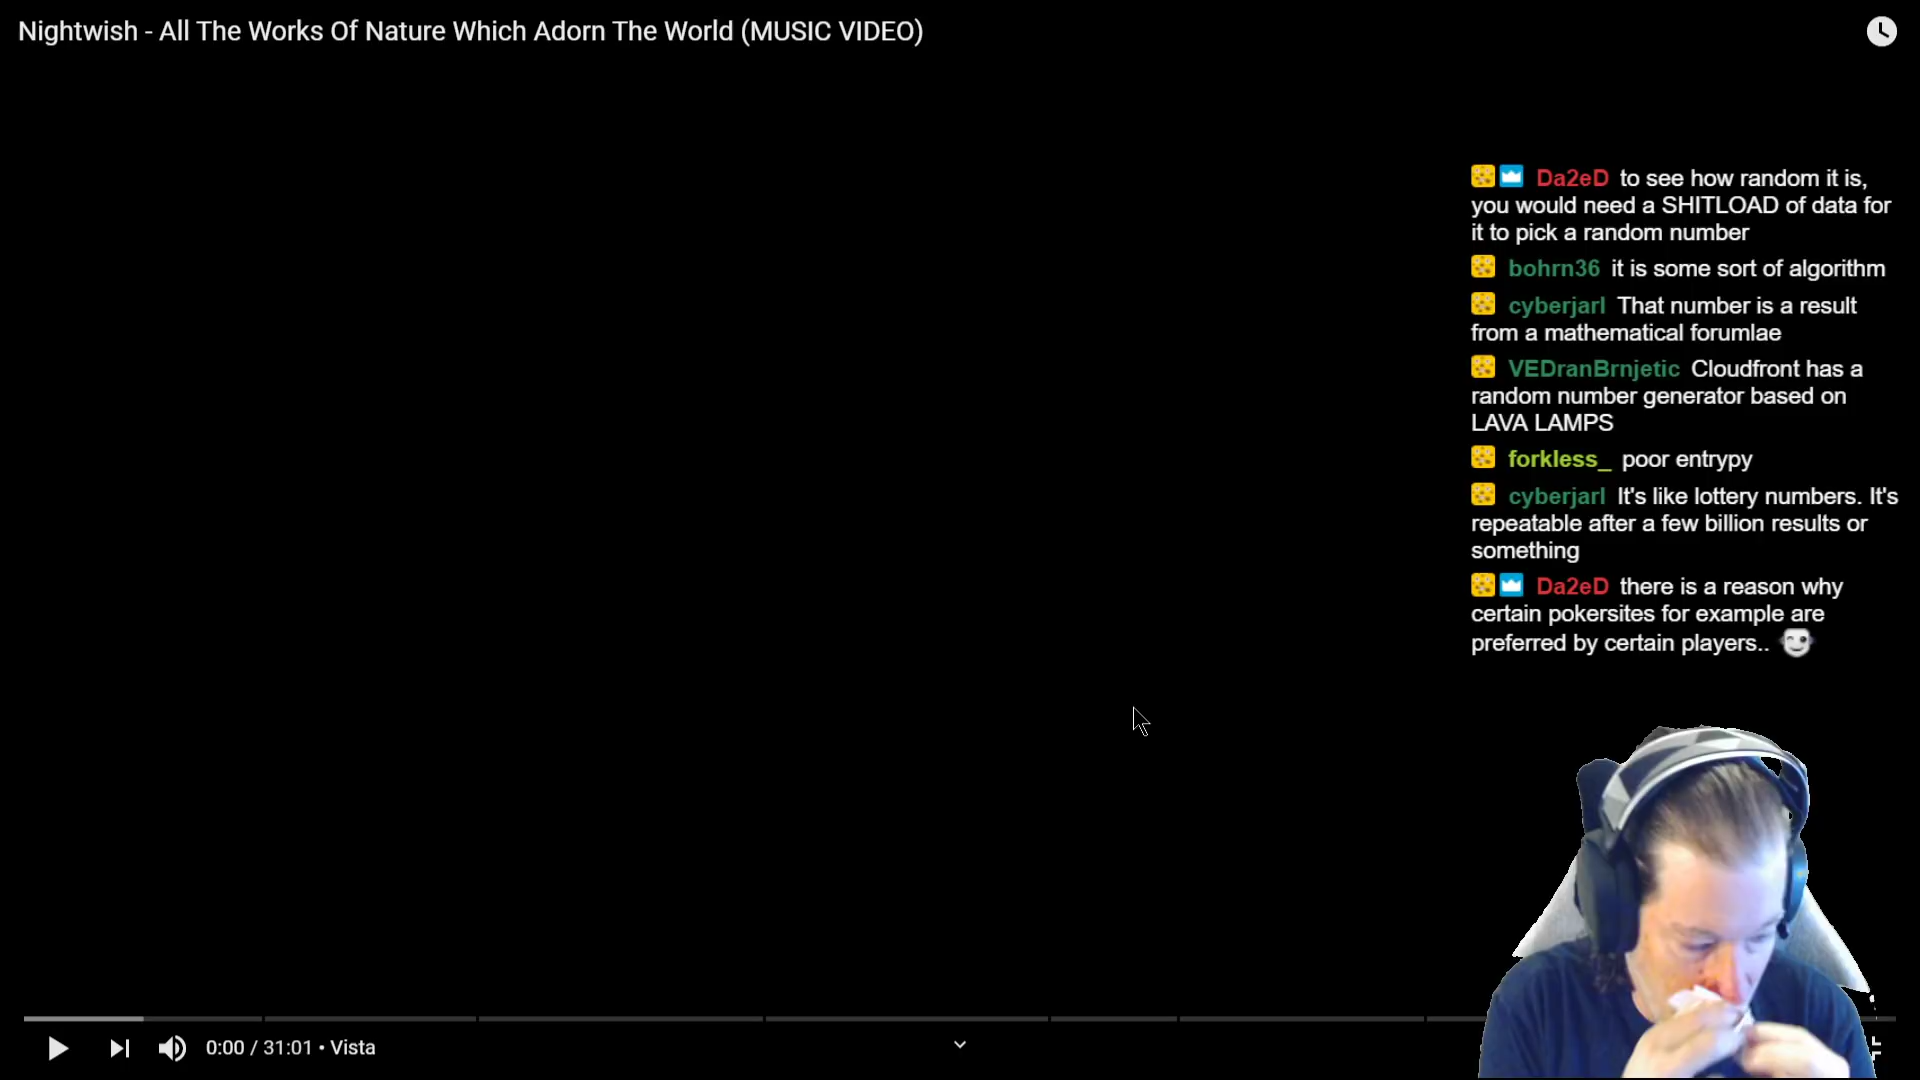 Nightwish - All The Works Of Nature Which Adorn The World (MUSIC VIDEO)
Da2eD to see how random it is,
you would need a SHITLOAD of data for
it to pick a random number
bohrn36 it is some sort of algorithm
cyberjarl That number is a result
from a mathematical forumlae
VEDranBrnjetic Cloudfront has a
random number generator based on
LAVA LAMPS
forkless_ poor entrypy
cyberjarl It's like lottery numbers. It's
repeatable after a few billion results or
something
Da2eD there is a reason why
certain pokersites for example are
preferred by certain players..
0:00 / 31:01 • Vista